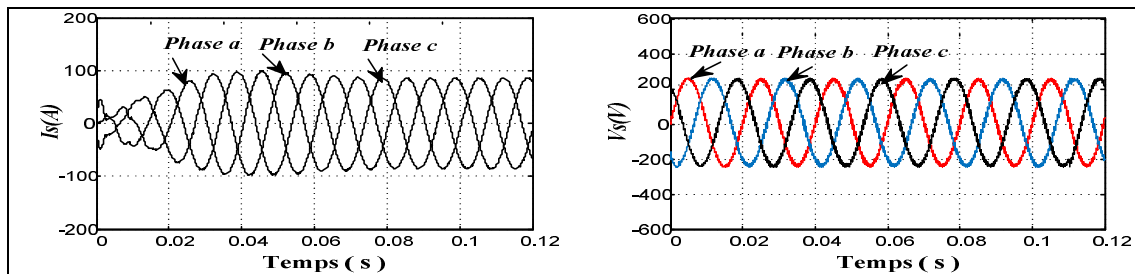 200
100
0
-100
-200
Is(A)
Phase a
Phase b
Phase c
0 0.02 0.04 0.06 0.08 0.1 0.12
Temps ( s )
600
400
200
0
-200
-400
-600
Vs(V)
Phase a
Phase b
Phase c
0 0.02 0.04 0.06 0.08 0.1 0.12
Temps ( s )